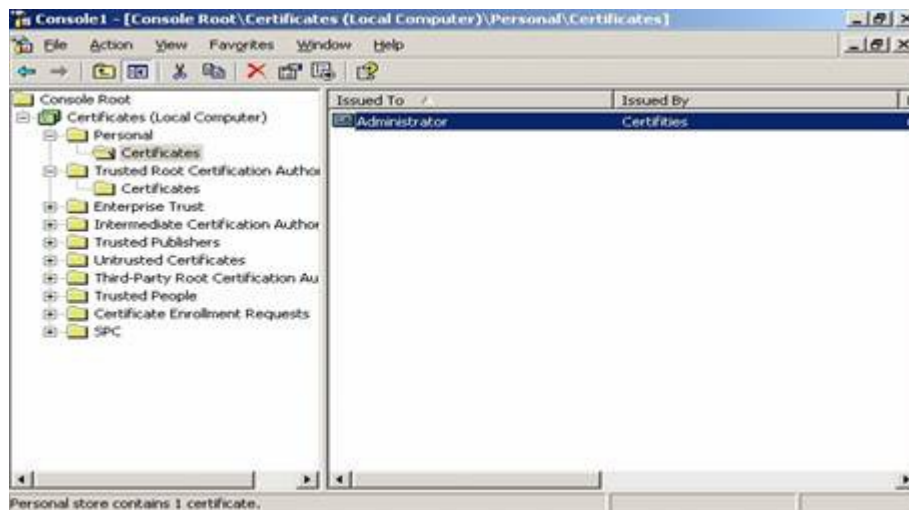 Console1 - [Console Root\Certificates (Local Computer)\Personal\Certificates]
File Action View Favorites Window Help
Console Root
Certificates (Local Computer)
Personal
Certificates
Trusted Root Certification Author
Certificates
Enterprise Trust
Intermediate Certification Author
Trusted Publishers
Untrusted Certificates
Third-Party Root Certification Au
Trusted People
Certificate Enrollment Requests
SPC
Issued To Issued By
Administrator Certifities
Personal store contains 1 certificate.